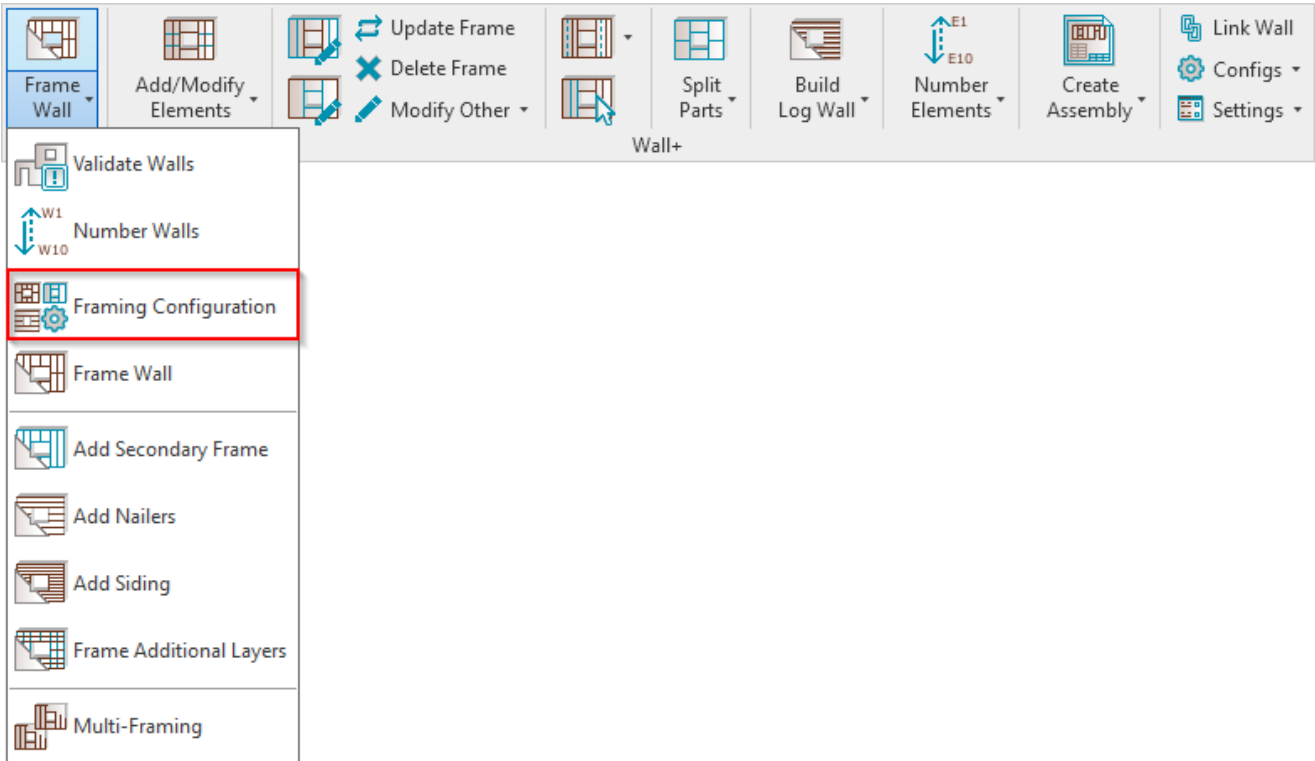 Frame
Wall
Add/Modify
Elements
Update Frame
Delete Frame
Modify Other
Split
Parts
Build
Log Wall
E1
E10
Number
Elements
Create
Assembly
Link Wall
Configs
Settings
Wall+
Validate Walls
W1
W10
Number Walls
Framing Configuration
Frame Wall
Add Secondary Frame
Add Nailers
Add Siding
Frame Additional Layers
Multi-Framing